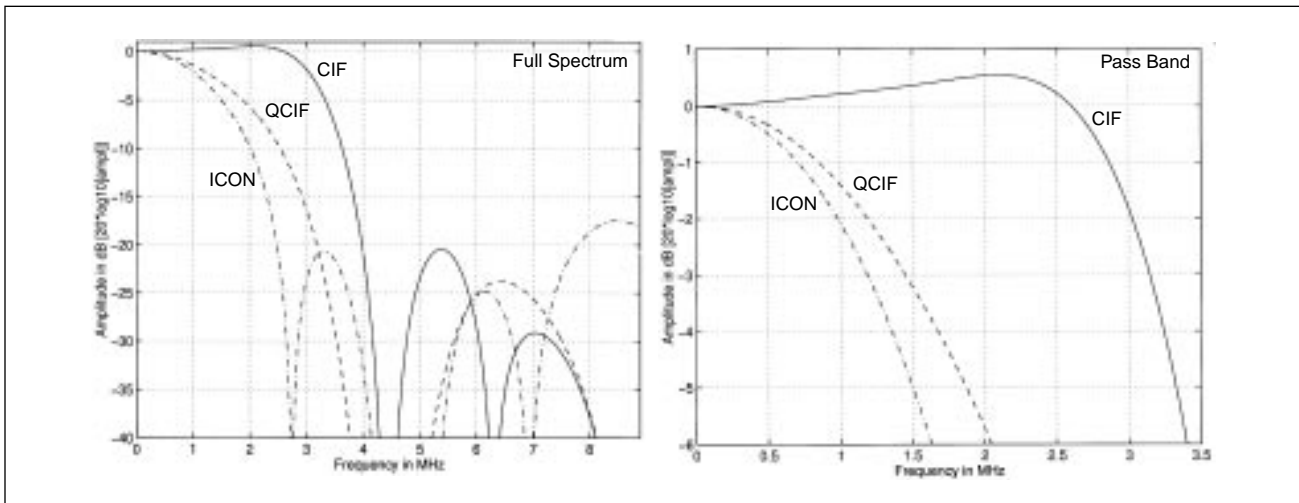 Full Spectrum
CIF
QCIF
ICON
Amplitude in dB [20*log10[ampl]]
0
−5
−10
−15
−20
−25
−30
−35
−40
0 1 2 3 4 5 6 7 8
Frequency in MHz
Pass Band
CIF
QCIF
ICON
Amplitude in dB [20*log10[ampl]]
1
0
−1
−2
−3
−4
−5
−6
0 0.5 1 1.5 2 2.5 3 3.5
Frequency in MHz